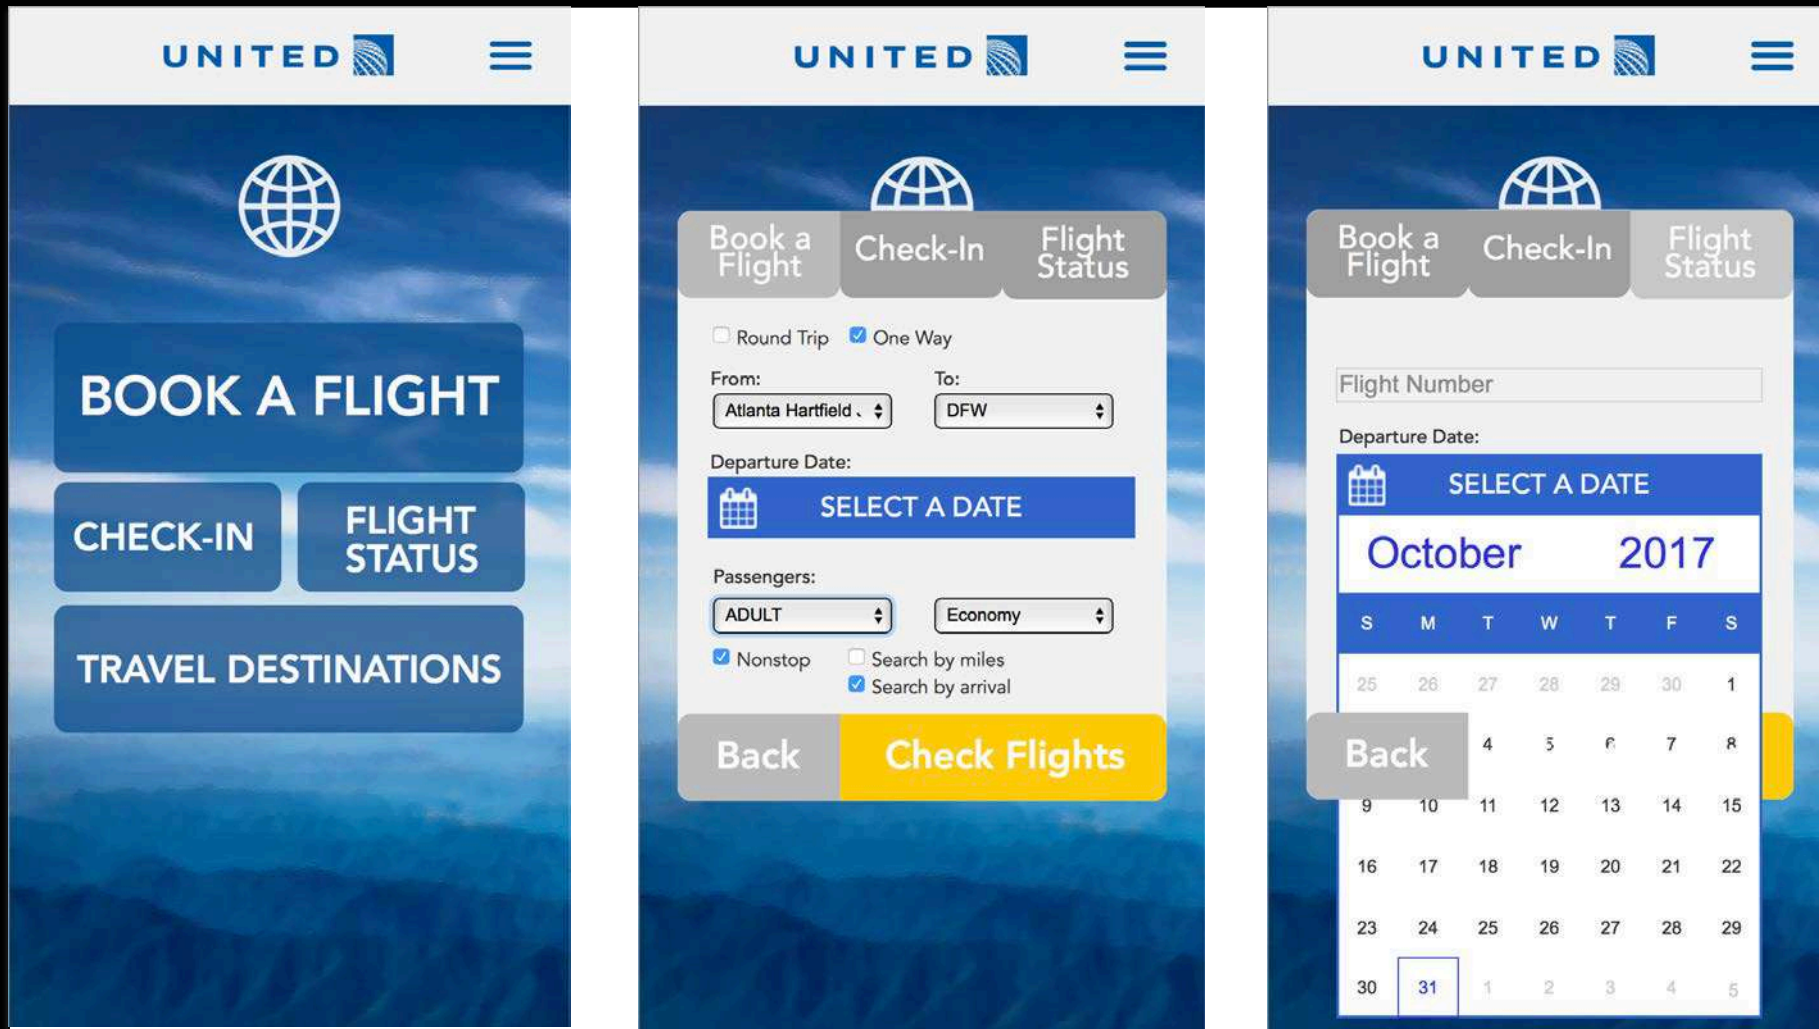 UNITED
BOOK A FLIGHT
CHECK-IN
FLIGHT
STATUS
TRAVEL DESTINATIONS
UNITED
Book a
Flight
Check-In
Flight
Status
Round Trip One Way
From: To:
Atlanta Hartfield DFW
Departure Date:
SELECT A DATE
Passengers:
ADULT Economy
Nonstop Search by miles
Search by arrival
Back Check Flights
UNITED
Book a
Flight
Check-In
Flight
Status
Flight Number
Departure Date:
SELECT A DATE
October 2017
S M T W T F S
25 26 27 28 29 30 1
Back 4 5 6 7 8
9 10 11 12 13 14 15
16 17 18 19 20 21 22
23 24 25 26 27 28 29
30 31 1 2 3 4 5